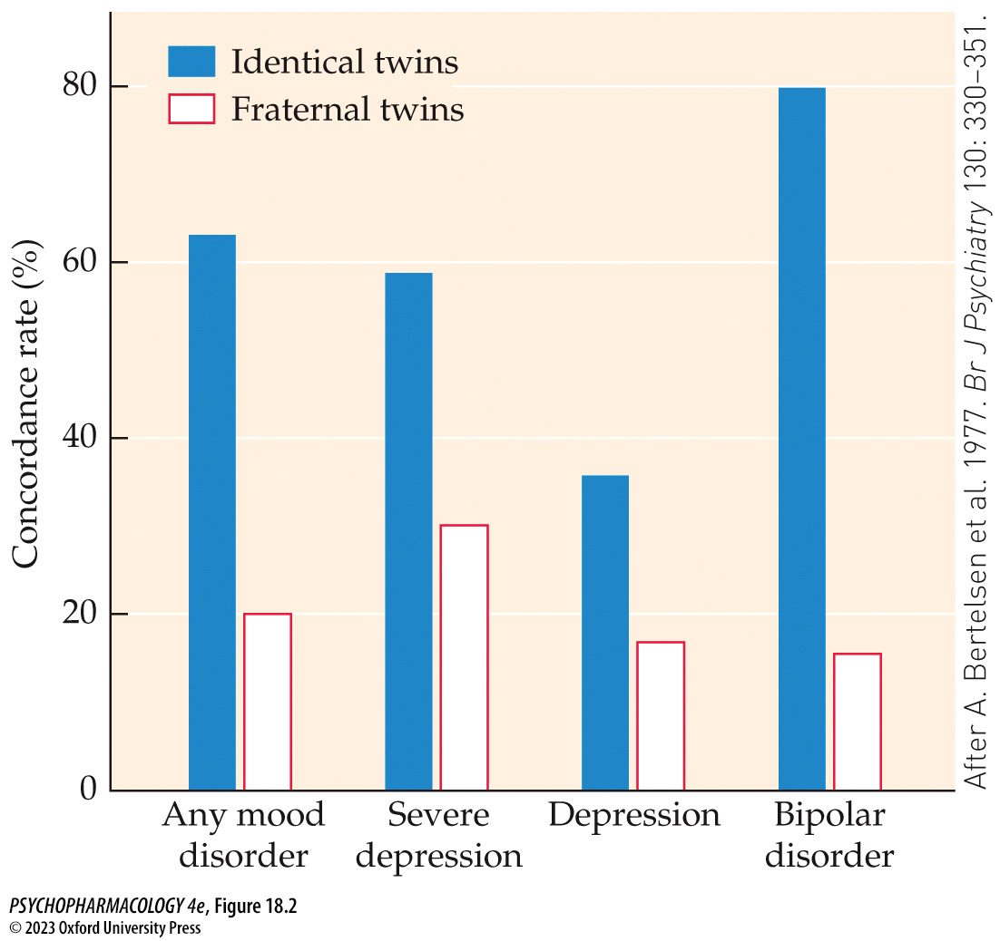 Identical twins
Fraternal twins
Concordance rate (%)
80
60
40
20
0
Any mood
disorder
Severe
depression
Depression
Bipolar
disorder
After A. Bertelsen et al. 1977. Br J Psychiatry 130: 330–351.
PSYCHOPHARMACOLOGY 4e, Figure 18.2
© 2023 Oxford University Press